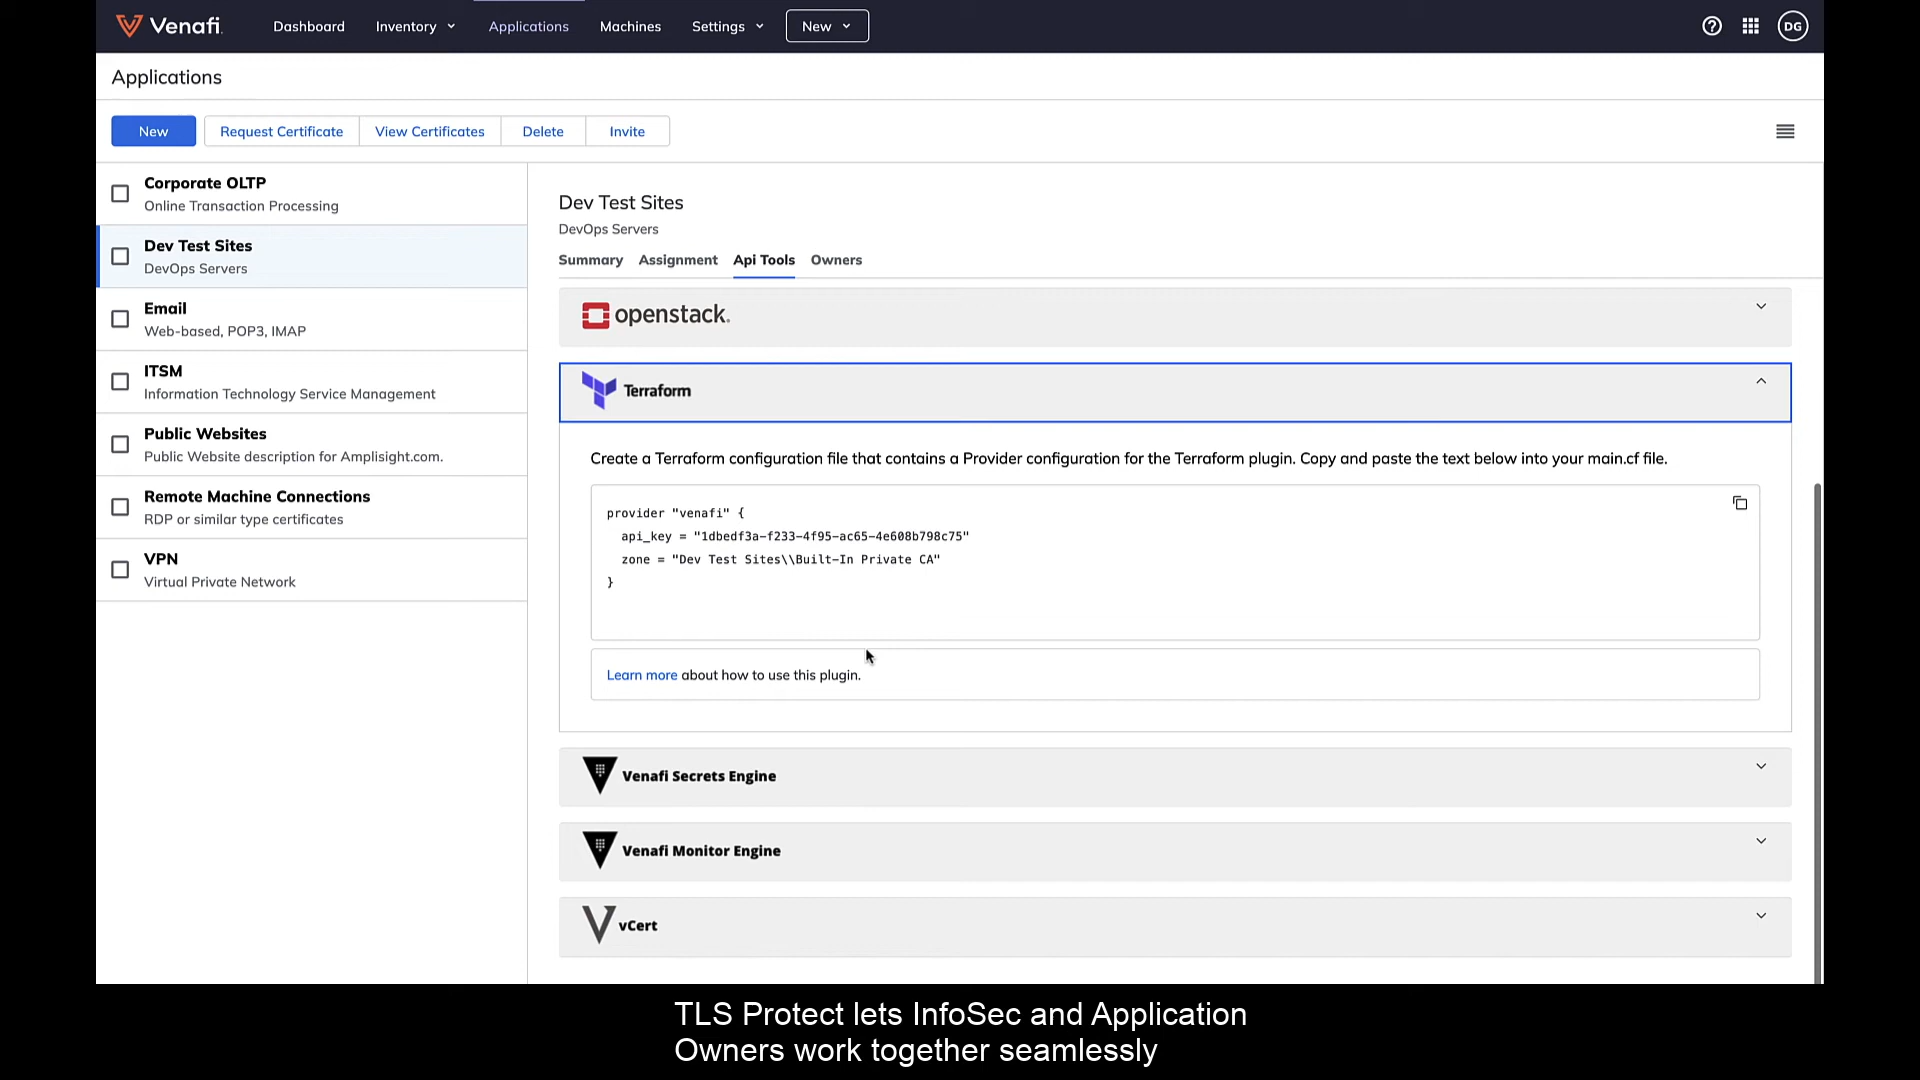 Venafi
Dashboard
Inventory
Applications
Machines
Settings
New
DG
Applications
New
Request Certificate
View Certificates
Delete
Invite
Corporate OLTP
Online Transaction Processing
Dev Test Sites
DevOps Servers
Email
Web-based, POP3, IMAP
ITSM
Information Technology Service Management
Public Websites
Public Website description for Amplisight.com.
Remote Machine Connections
RDP or similar type certificates
VPN
Virtual Private Network
Dev Test Sites
DevOps Servers
Summary
Assignment
Api Tools
Owners
openstack.
Terraform
Create a Terraform configuration file that contains a Provider configuration for the Terraform plugin. Copy and paste the text below into your main.cf file.
provider "venafi" {
api_key = "1dbedf3a-f233-4f95-ac65-4e608b798c75"
zone = "Dev Test Sites\\Built-In Private CA"
}
Learn more about how to use this plugin.
Venafi Secrets Engine
Venafi Monitor Engine
vCert
TLS Protect lets InfoSec and Application
Owners work together seamlessly